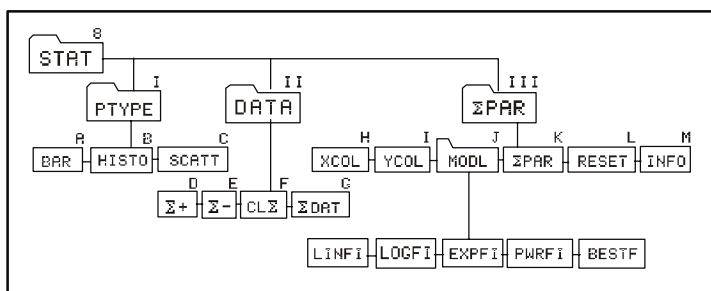 8
STAT
I II III
PTYPE DATA ΣPAR
A B C H I J K L M
BAR HISTO SCATT XCOL YCOL MODL ΣPAR RESET INFO
D E F G
Σ+ Σ- CLΣ ΣDAT
LINFI LOGFI EXPFI PWRFI BESTF